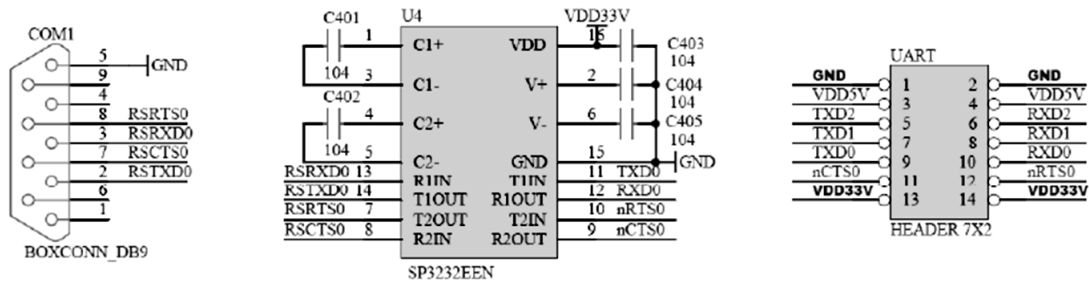 COM1
5 GND
9
4
8 RSRTS0
3 RSRXD0
7 RSCTS0
2 RSTXD0
6
1
BOXCONN_DB9
U4
C401
104
C402
104
1 C1+
3 C1-
4 C2+
5 C2-
RSRXD0 13 R1IN
RSTXD0 14 T1OUT
RSRTS0 7 T2OUT
RSCTS0 8 R2IN
VDD33V
VDD 16
V+ 2
V- 6
GND 15 GND
T1IN 11 TXD0
R1OUT 12 RXD0
T2IN 10 nRTS0
R2OUT 9 nCTS0
C403
104
C404
104
C405
104
SP3232EEN
UART
GND 1 2 GND
VDD5V 3 4 VDD5V
TXD2 5 6 RXD2
TXD1 7 8 RXD1
TXD0 9 10 RXD0
nCTS0 11 12 nRTS0
VDD33V 13 14 VDD33V
HEADER 7X2